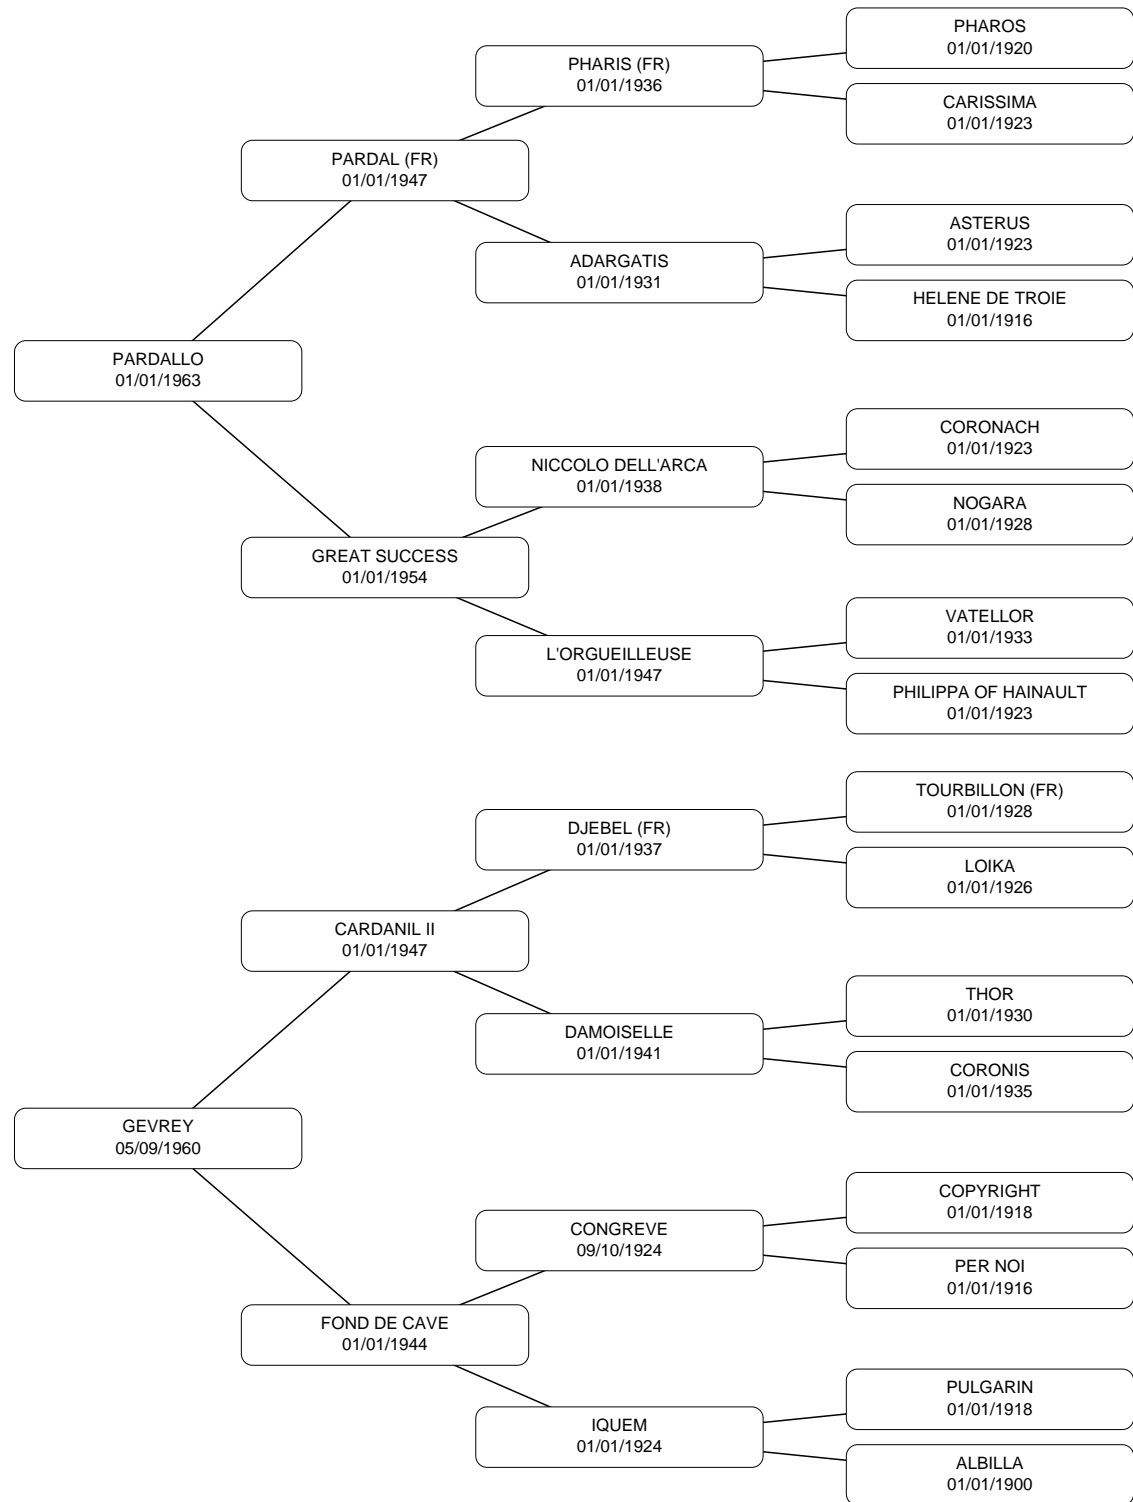 PHAROS
01/01/1920
PHARIS (FR)
01/01/1936
CARISSIMA
01/01/1923
PARDAL (FR)
01/01/1947
ASTERUS
01/01/1923
ADARGATIS
01/01/1931
HELENE DE TROIE
01/01/1916
PARDALLO
01/01/1963
CORONACH
01/01/1923
NICCOLO DELL'ARCA
01/01/1938
NOGARA
01/01/1928
GREAT SUCCESS
01/01/1954
VATELLOR
01/01/1933
L'ORGUEILLEUSE
01/01/1947
PHILIPPA OF HAINAULT
01/01/1923
TOURBILLON (FR)
01/01/1928
DJEBEL (FR)
01/01/1937
LOIKA
01/01/1926
CARDANIL II
01/01/1947
THOR
01/01/1930
DAMOISELLE
01/01/1941
CORONIS
01/01/1935
GEVREY
05/09/1960
COPYRIGHT
01/01/1918
CONGREVE
09/10/1924
PER NOI
01/01/1916
FOND DE CAVE
01/01/1944
PULGARIN
01/01/1918
IQUEM
01/01/1924
ALBILLA
01/01/1900